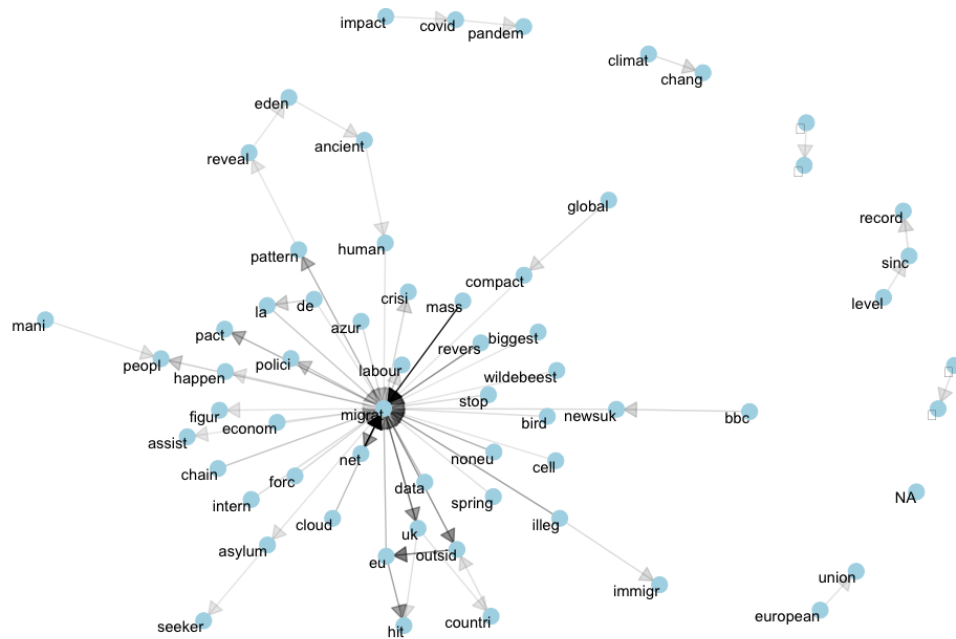 impact
covid
pandem
climat
chang
eden
ancient
reveal
global
record
human
pattern
sinc
compact
crisi
de
mass
level
la
azur
mani
pact
revers
biggest
peopl
polici
labour
happen
wildebeest
stop
figur
migrat
newsuk
bbc
bird
econom
assist
net
noneu
cell
chain
forc
data
NA
intern
spring
cloud
illeg
uk
asylum
outsid
eu
union
immigr
european
seeker
hit
countri